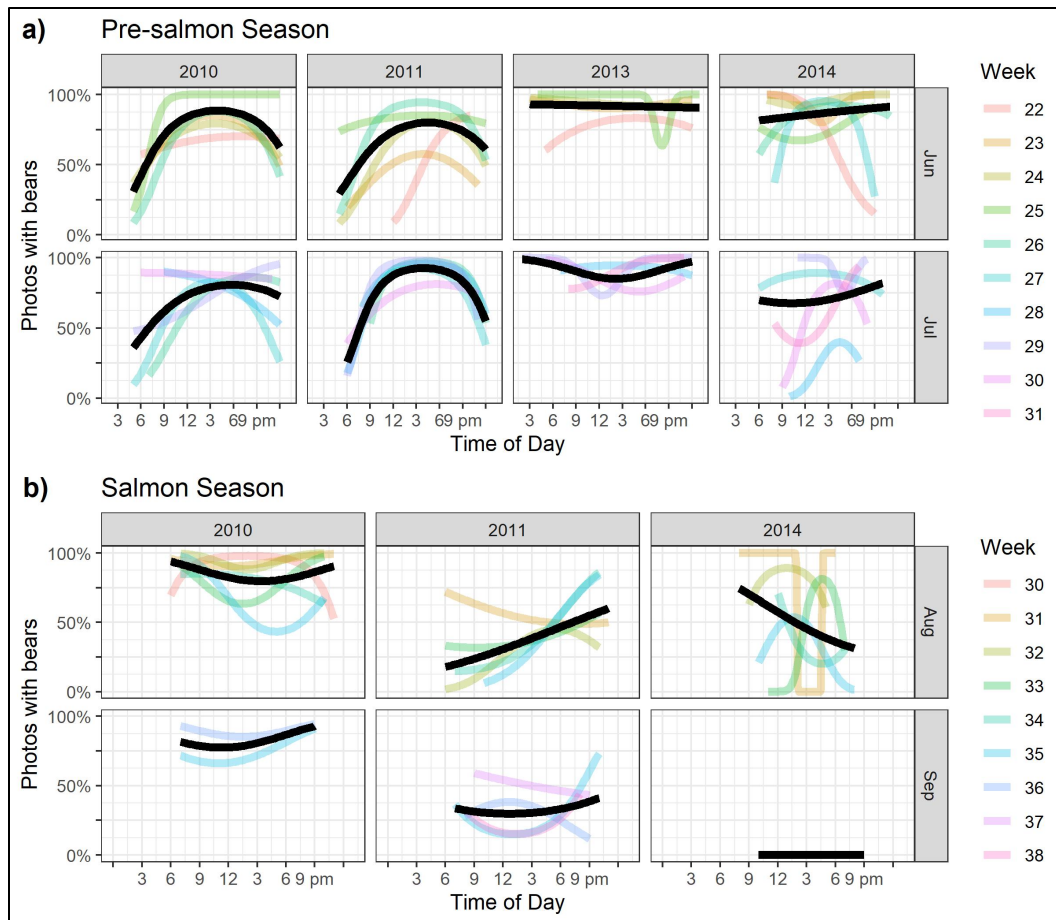 a) Pre-salmon Season
2010 2011 2013 2014
Photos with bears
100%
50%
0%
Jun
100%
50%
0%
Jul
3 6 9 12 3 69 pm 3 6 9 12 3 69 pm 3 6 9 12 3 69 pm 3 6 9 12 3 69 pm
Time of Day
Week
22
23
24
25
26
27
28
29
30
31
b) Salmon Season
2010 2011 2014
Photos with bears
100%
50%
0%
Aug
100%
50%
0%
Sep
3 6 9 12 3 6 9 pm 3 6 9 12 3 6 9 pm 3 6 9 12 3 6 9 pm
Time of Day
Week
30
31
32
33
34
35
36
37
38